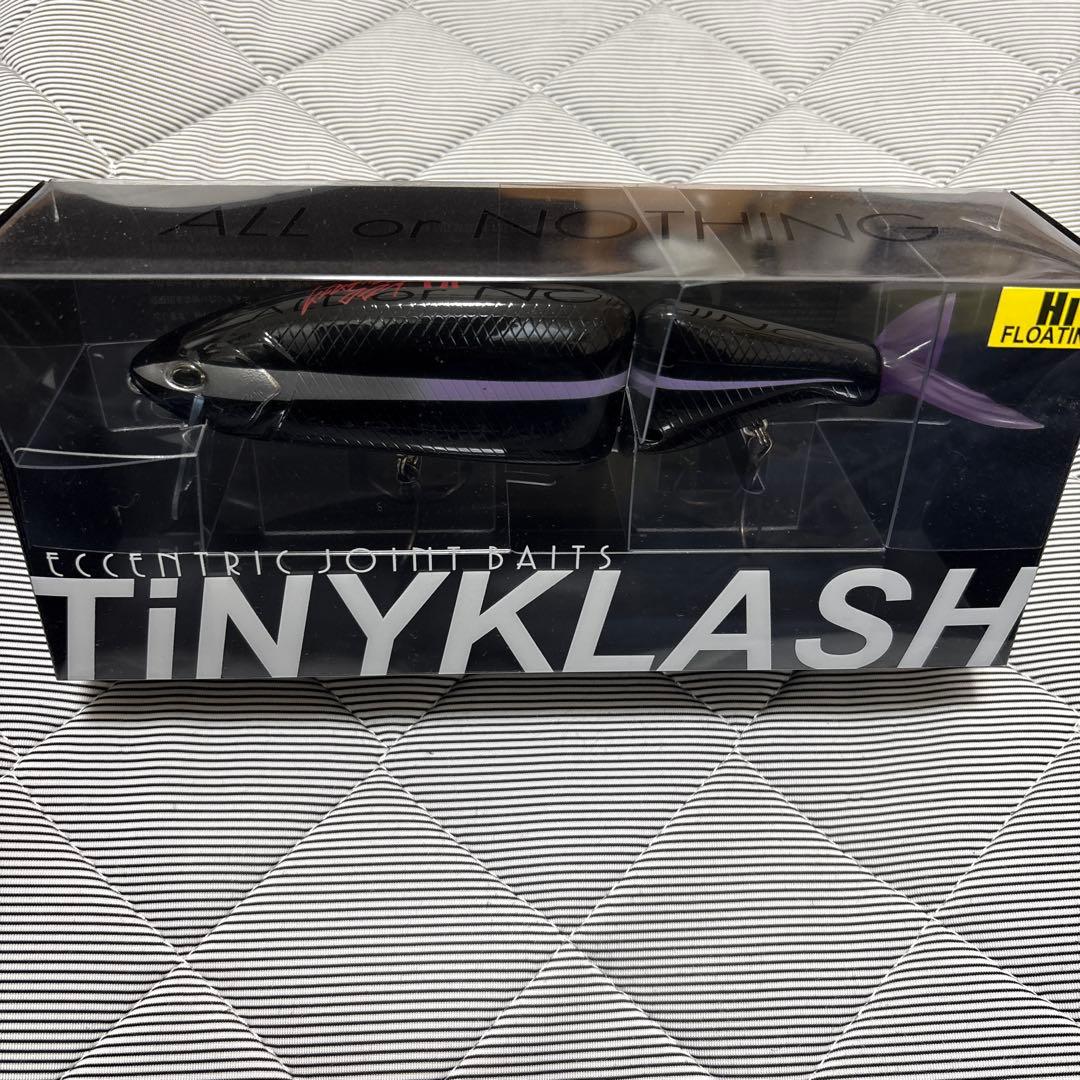 ALL or NOTHING
Hi
FLOATIN
ECCENTRIC JOINT BAITS
TiNYKLASH